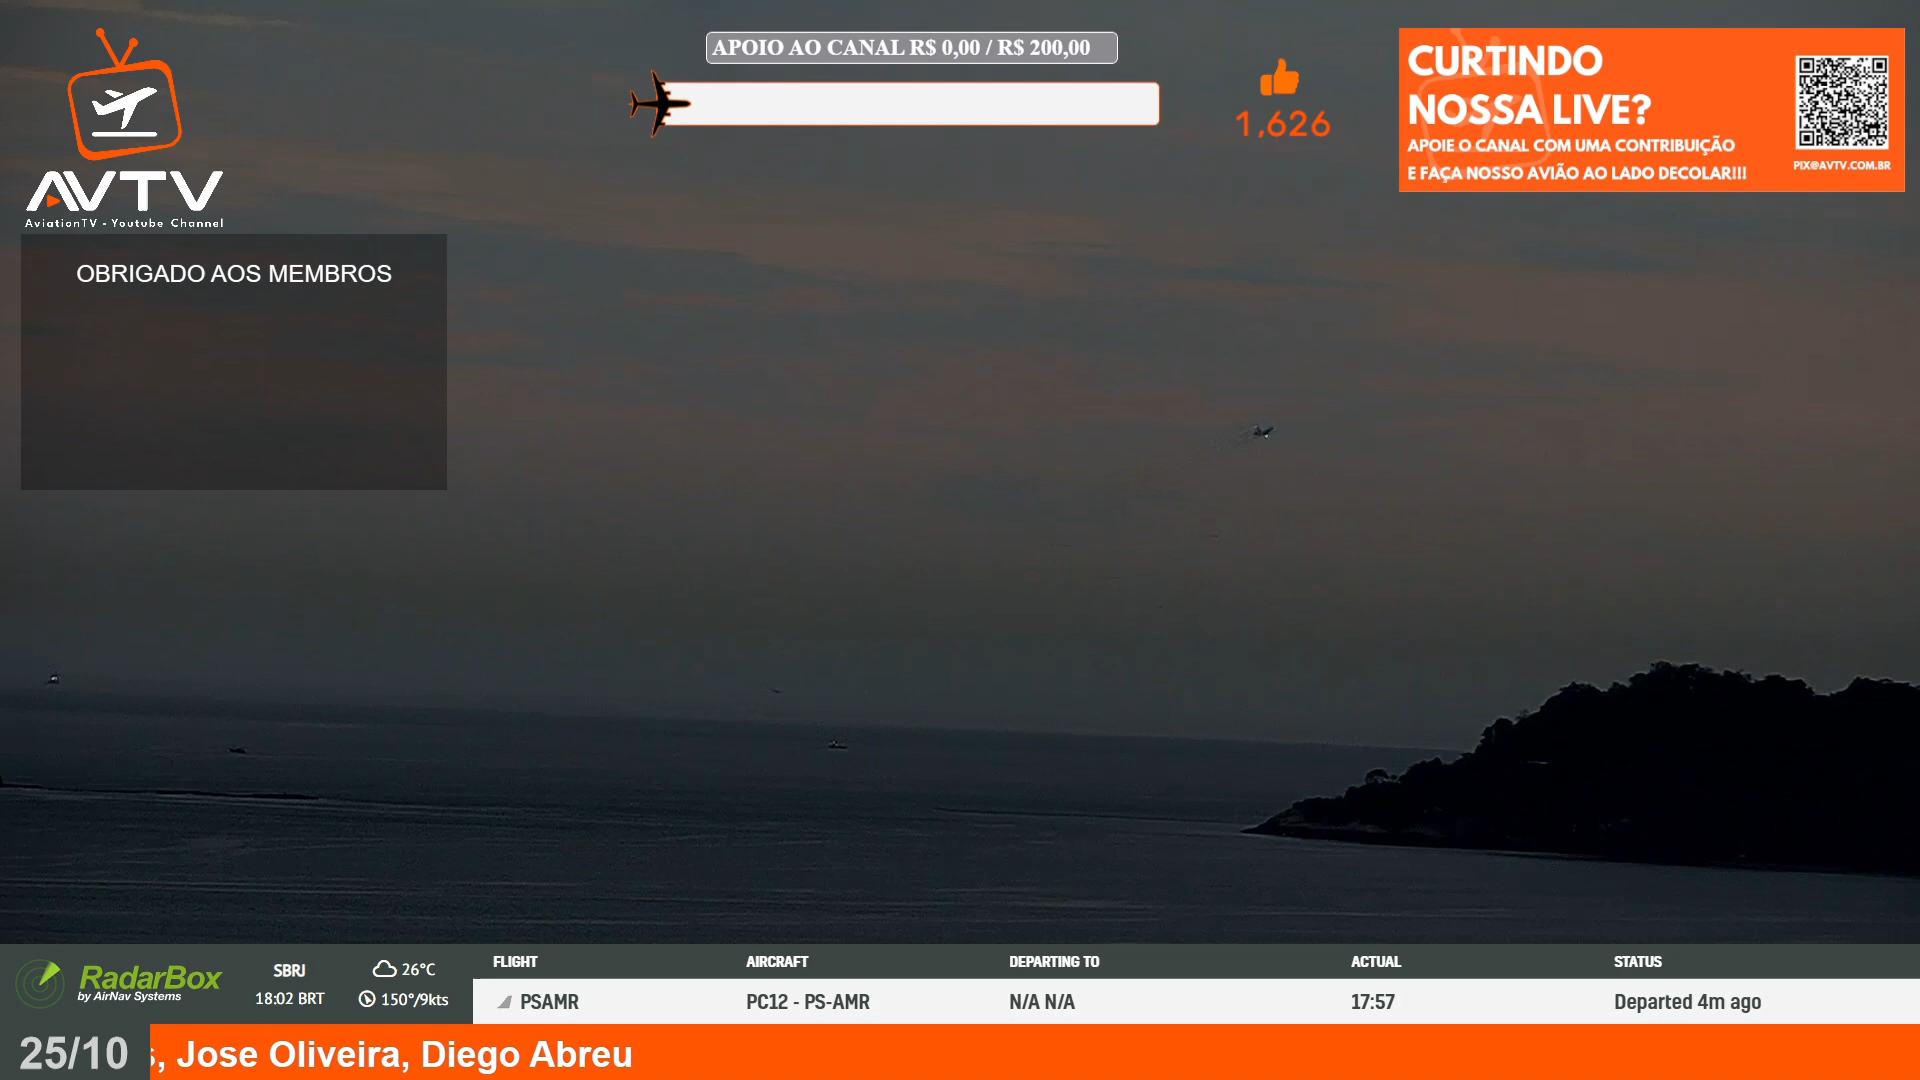 AVTV
AviationTV - Youtube Channel
APOIO AO CANAL R$ 0,00 / R$ 200,00
1,626
CURTINDO
NOSSA LIVE?
APOIE O CANAL COM UMA CONTRIBUIÇÃO
E FAÇA NOSSO AVIÃO AO LADO DECOLAR!!!
PIX@AVTV.COM.BR
OBRIGADO AOS MEMBROS
RadarBox
by AirNav Systems
SBRJ
18:02 BRT
26°C
150°/9kts
FLIGHT AIRCRAFT DEPARTING TO ACTUAL STATUS
PSAMR PC12 - PS-AMR N/A N/A 17:57 Departed 4m ago
25/10
, Jose Oliveira, Diego Abreu